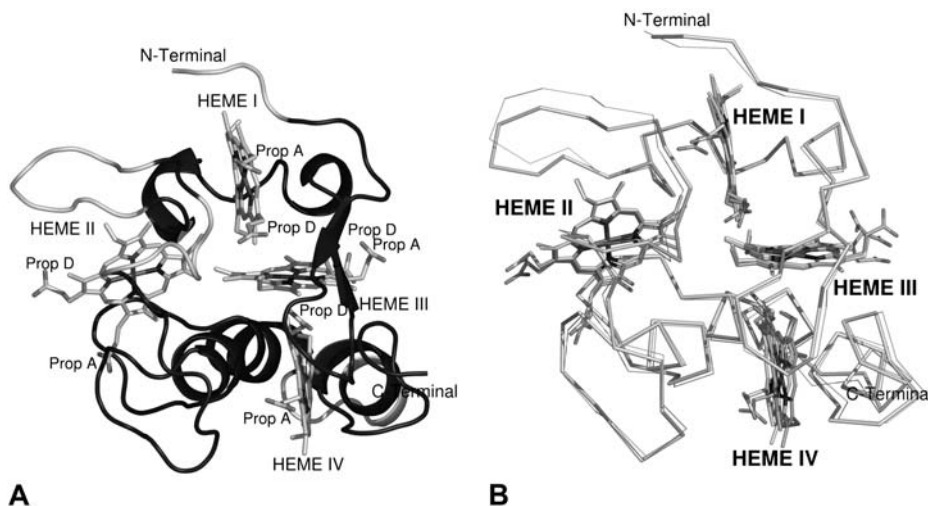 N-Terminal
HEME I
Prop A
HEME II
Prop D
Prop D
Prop D
Prop A
HEME III
Prop D
Prop A
Prop A
C-Terminal
HEME IV
A
N-Terminal
HEME I
HEME II
HEME III
C-Terminal
HEME IV
B